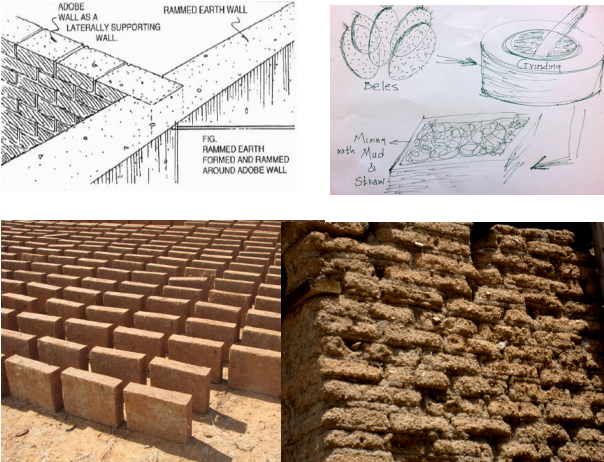 ADOBE
WALL AS A
LATERALLY SUPPORTING
WALL.
RAMMED EARTH WALL
FIG.
RAMMED EARTH
FORMED AND RAMMED
AROUND ADOBE WALL
Beles
Grinding
Mixing
with Mud
&
Straw